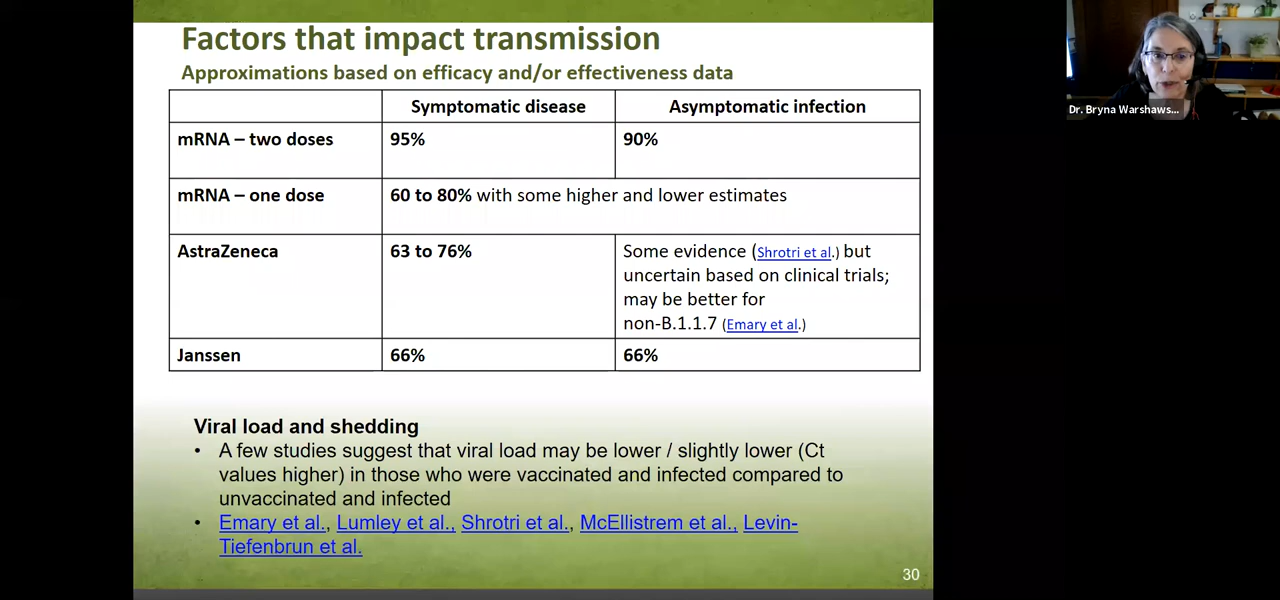 Factors that impact transmission
Approximations based on efficacy and/or effectiveness data
Symptomatic disease
Asymptomatic infection
mRNA – two doses
95%
90%
mRNA – one dose
60 to 80% with some higher and lower estimates
AstraZeneca
63 to 76%
Some evidence (Shrotri et al.) but
uncertain based on clinical trials;
may be better for
non-B.1.1.7 (Emary et al.)
Janssen
66%
66%
Viral load and shedding
• A few studies suggest that viral load may be lower / slightly lower (Ct
values higher) in those who were vaccinated and infected compared to
unvaccinated and infected
• Emary et al., Lumley et al., Shrotri et al., McEllistrem et al., Levin-
Tiefenbrun et al.
30
Dr. Bryna Warshaws...